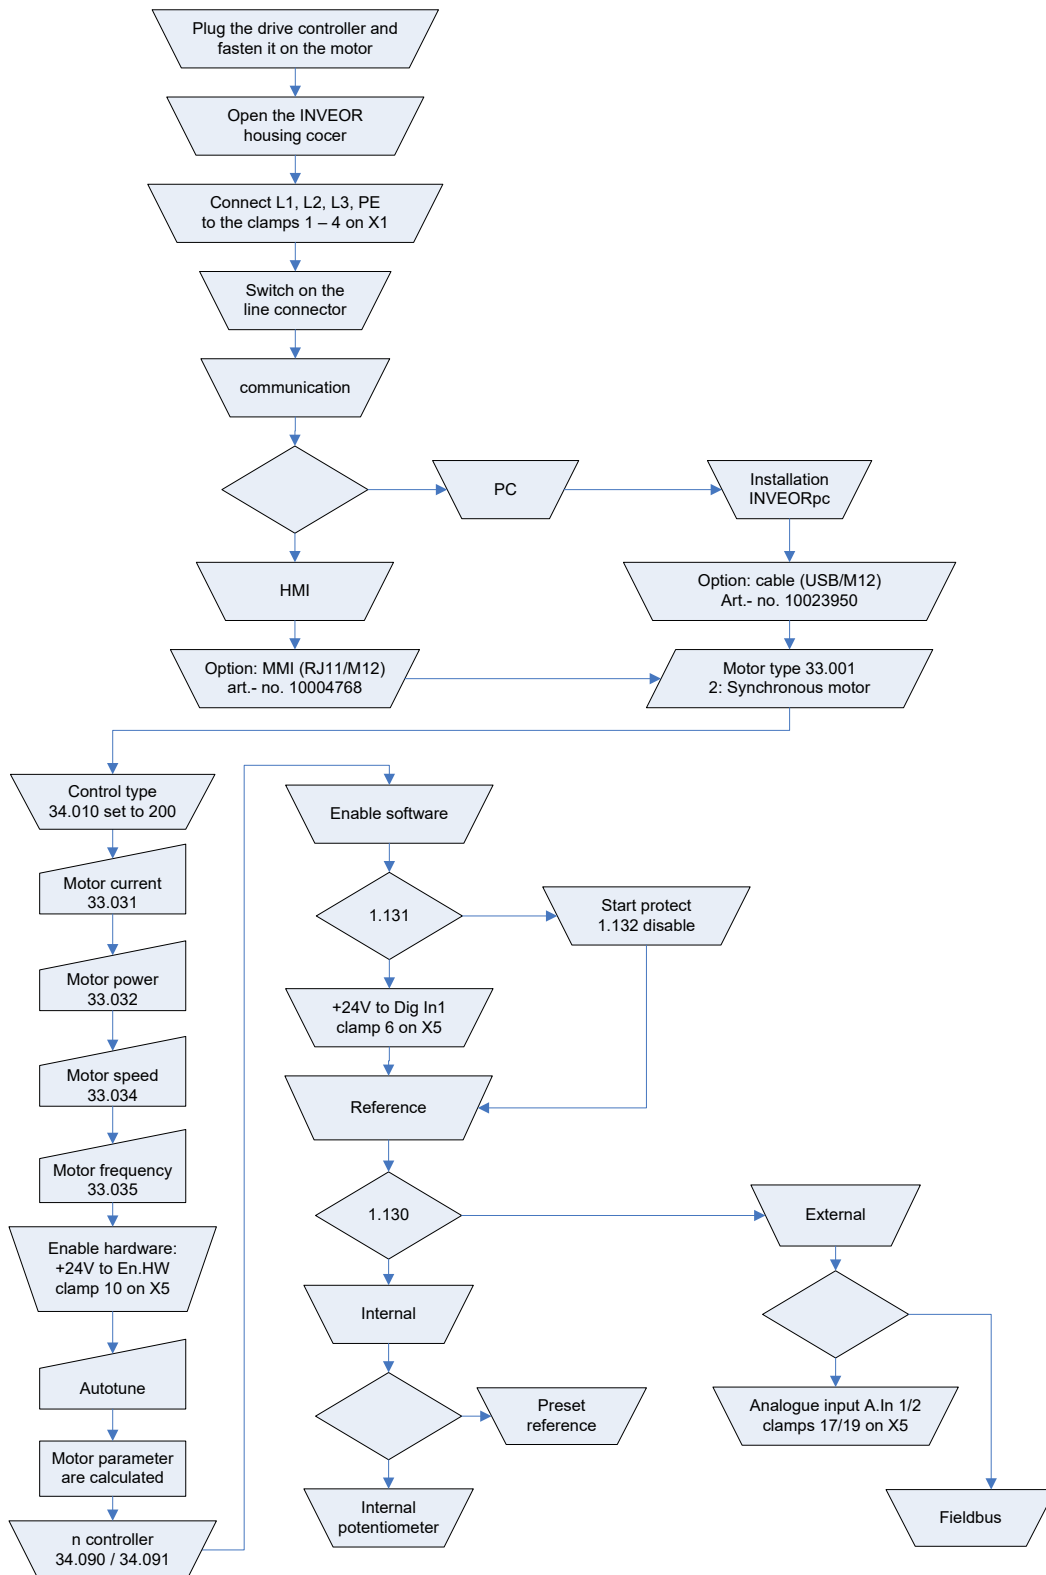 Plug the drive controller and
fasten it on the motor
Open the INVEOR
housing cocer
Connect L1, L2, L3, PE
to the clamps 1 – 4 on X1
Switch on the
line connector
communication
PC
Installation
INVEORpc
HMI
Option: cable (USB/M12)
Art.- no. 10023950
Option: MMI (RJ11/M12)
art.- no. 10004768
Motor type 33.001
2: Synchronous motor
Control type
34.010 set to 200
Motor current
33.031
Motor power
33.032
Motor speed
33.034
Motor frequency
33.035
Enable hardware:
+24V to En.HW
clamp 10 on X5
Autotune
Motor parameter
are calculated
n controller
34.090 / 34.091
Enable software
1.131
Start protect
1.132 disable
+24V to Dig In1
clamp 6 on X5
Reference
1.130
External
Internal
Preset
reference
Internal
potentiometer
Analogue input A.In 1/2
clamps 17/19 on X5
Fieldbus